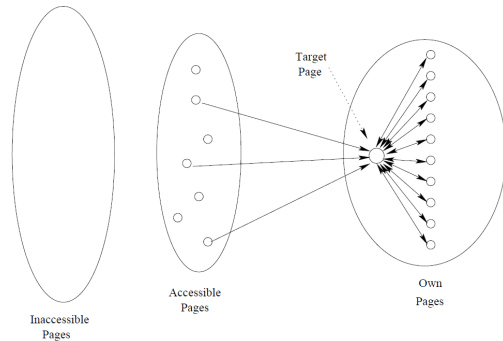 Target
Page
Own
Pages
Accessible
Pages
Inaccessible
Pages